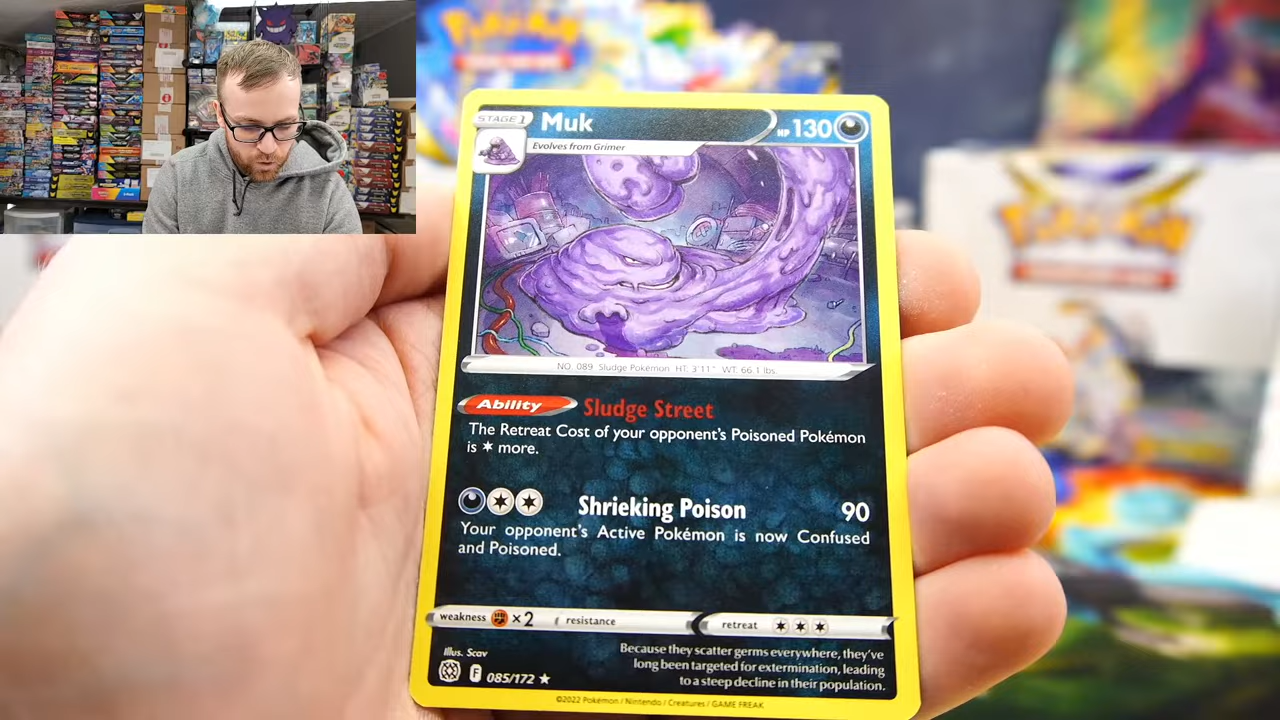 Pokémon
Pokémon
STAGE 1
Muk
HP 130
Evolves from Grimer
NO. 089 Sludge Pokémon HT: 3'11" WT: 66.1 lbs.
Ability Sludge Street
The Retreat Cost of your opponent's Poisoned Pokémon
is more.
Shrieking Poison 90
Your opponent's Active Pokémon is now Confused
and Poisoned.
weakness ×2 resistance retreat
Illus. Scav
F 085/172 ★
Because they scatter germs everywhere, they've
long been targeted for extermination, leading
to a steep decline in their population.
©2022 Pokémon / Nintendo / Creatures / GAME FREAK